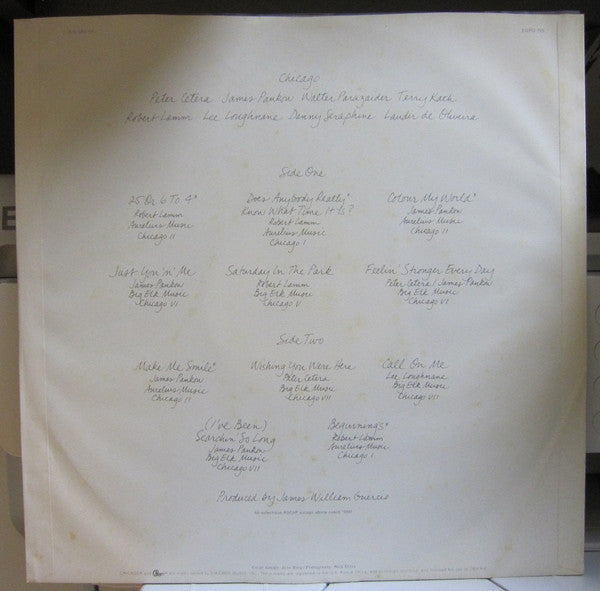 Chicago
Peter Cetera James Pankow Walter Parazaider Terry Kath
Robert Lamm Lee Loughnane Danny Seraphine Laudir de Oliveira
Side One
25 Or 6 To 4*
Robert Lamm
Aurelius Music
Chicago II
Does Anybody Really*
Know What Time It Is?
Robert Lamm
Aurelius Music
Chicago I
Colour My World*
James Pankow
Aurelius Music
Chicago II
Just You 'n' Me
James Pankow
Big Elk Music
Chicago VI
Saturday In The Park
Robert Lamm
Big Elk Music
Chicago V
Feelin' Stronger Every Day
Peter Cetera / James Pankow
Big Elk Music
Chicago VI
Side Two
Make Me Smile*
James Pankow
Aurelius Music
Chicago II
Wishing You Were Here
Peter Cetera
Big Elk Music
Chicago VII
Call On Me
Lee Loughnane
Big Elk Music
Chicago VII
(I've Been)
Searchin' So Long
James Pankow
Big Elk Music
Chicago VII
Beginnings*
Robert Lamm
Aurelius Music
Chicago I
Produced by James William Guercio
All selections ASCAP except where noted *BMI